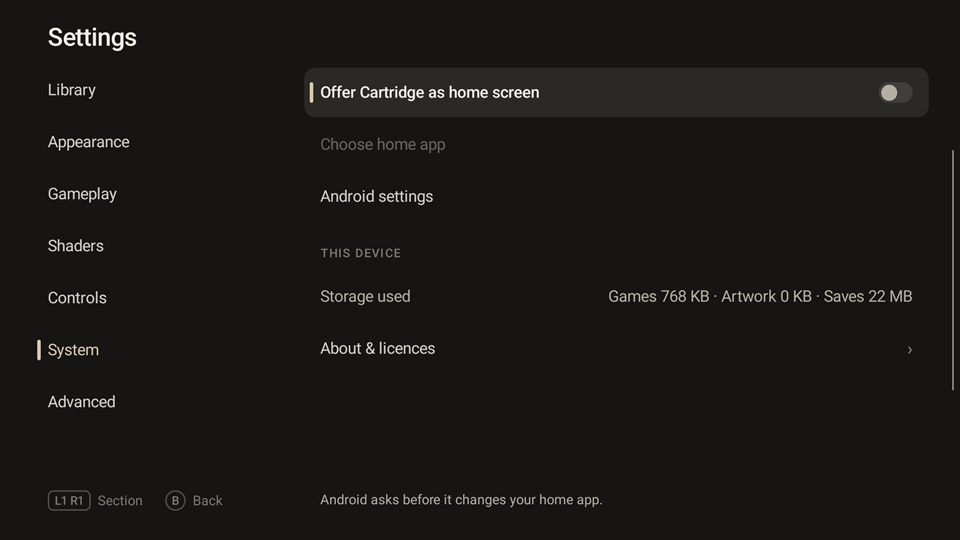 Settings
Library
Appearance
Gameplay
Shaders
Controls
System
Advanced
Offer Cartridge as home screen
Choose home app
Android settings
THIS DEVICE
Storage used Games 768 KB · Artwork 0 KB · Saves 22 MB
About & licences ›
L1 R1 Section B Back
Android asks before it changes your home app.